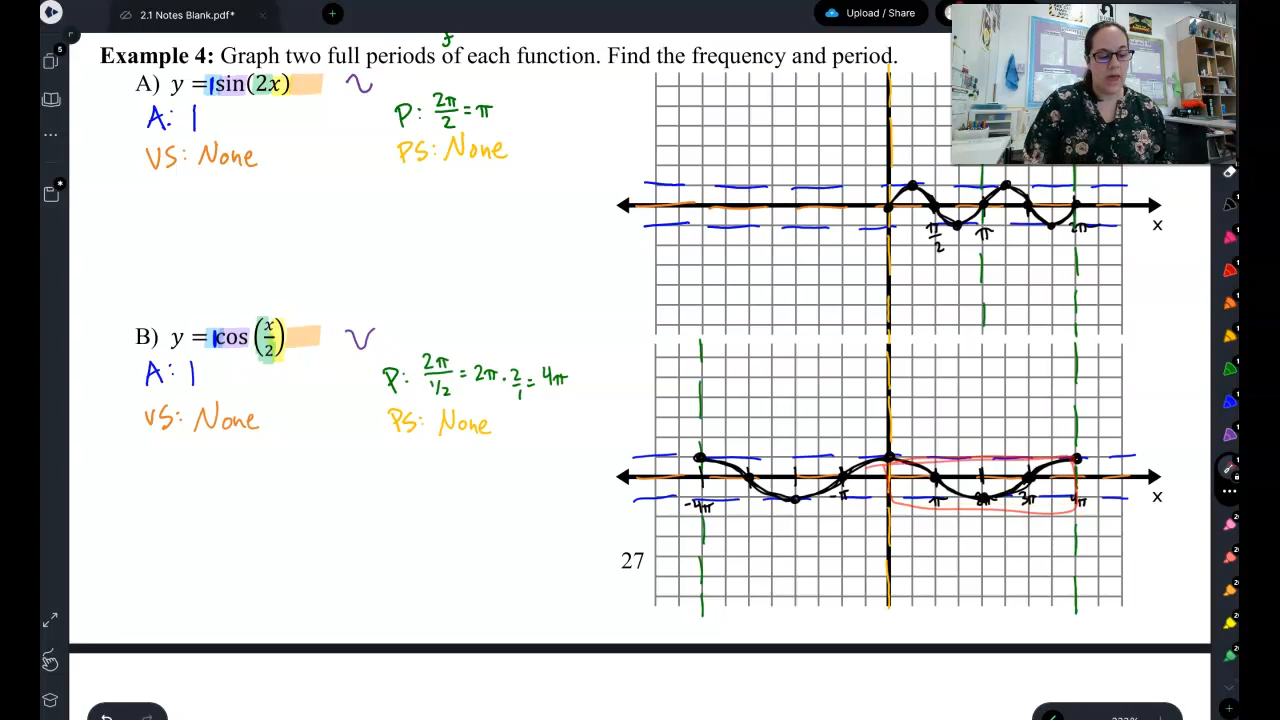 2.1 Notes Blank.pdf*
Upload / Share
5
f
Example 4: Graph two full periods of each function. Find the frequency and period.
A) y = 1sin(2x)
A: 1
P: 2π/2 = π
VS: None
PS: None
π/2 π 2π
x
B) y = 1cos(x/2)
A: 1
P: 2π/1/2 = 2π · 2/1 = 4π
VS: None
PS: None
-4π -π π 2π 3π 4π
x
27